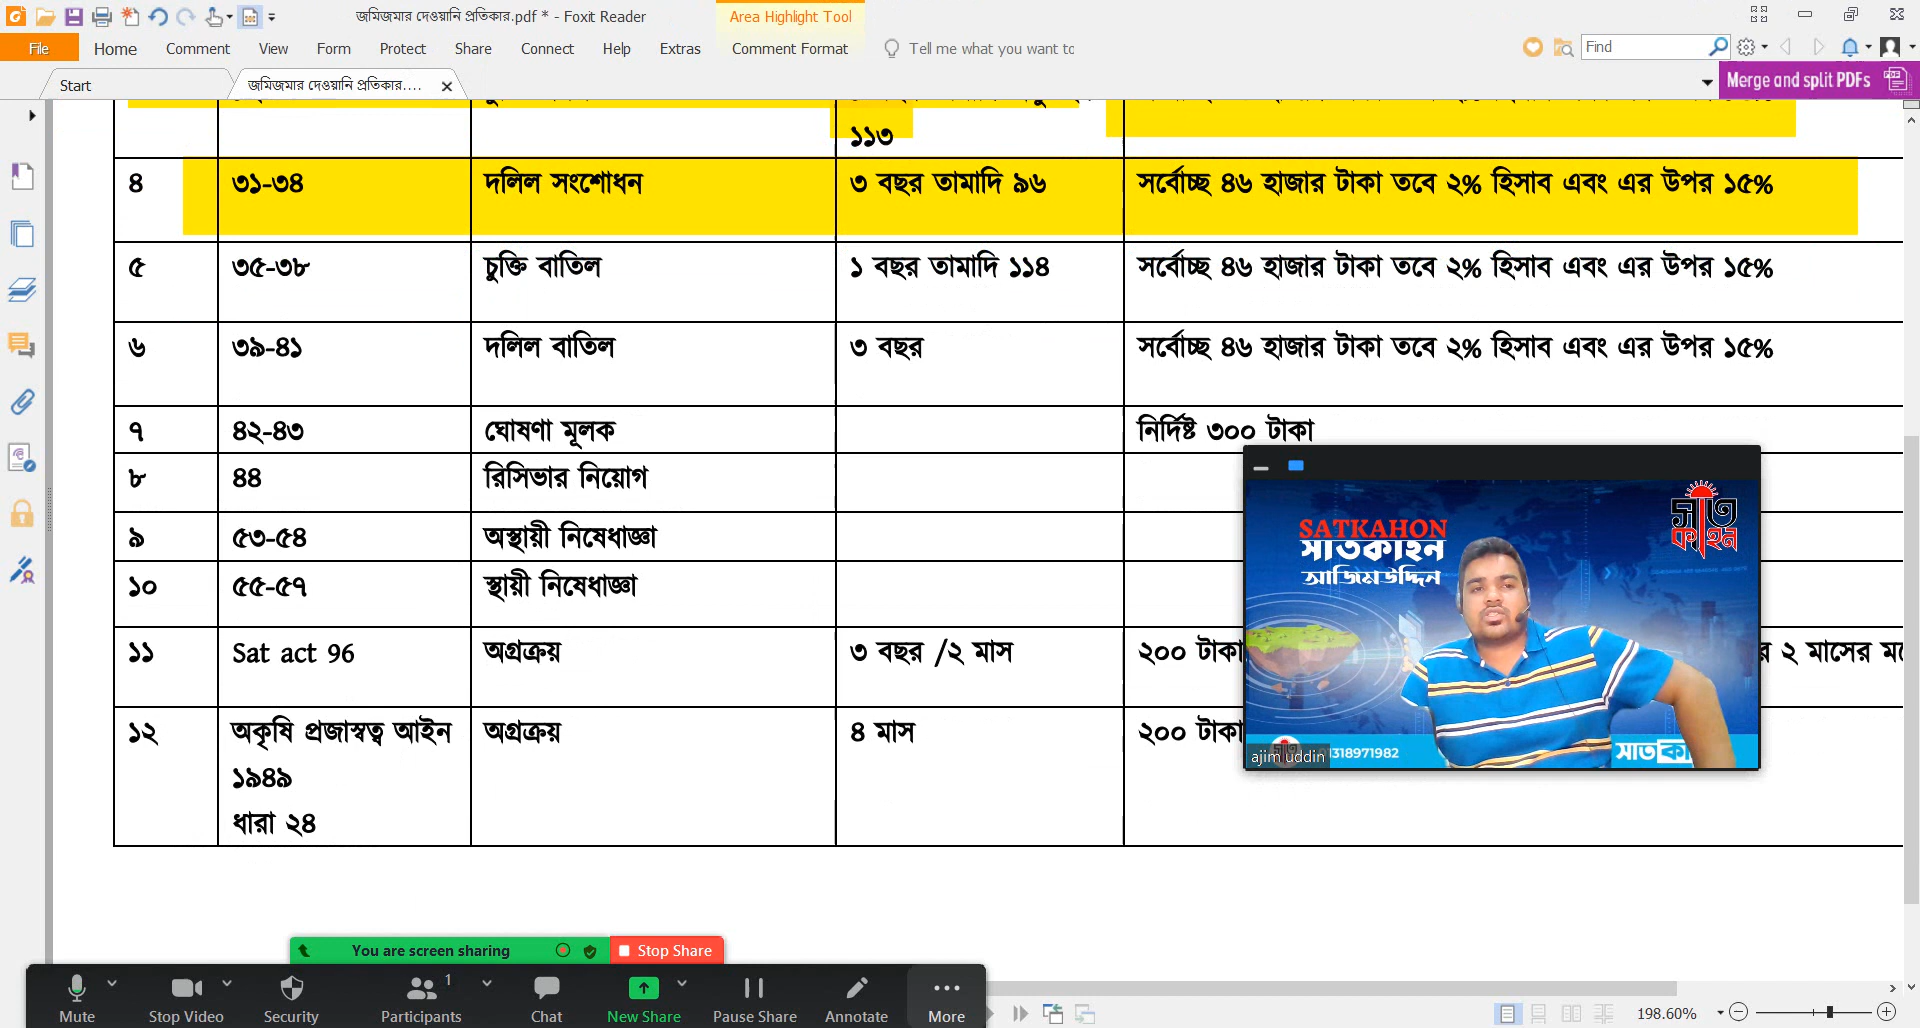 জমিজমার দেওয়ানি প্রতিকার.pdf * - Foxit Reader
Area Highlight Tool
File Home Comment View Form Protect Share Connect Help Extras Comment Format Tell me what you want to Find
Start জমিজমার দেওয়ানি প্রতিকার.... Merge and split PDFs
১১৩
৪ ৩১-৩৪ দলিল সংশোধন ৩ বছর তামাদি ৯৬ সর্বোচ্ছ ৪৬ হাজার টাকা তবে ২% হিসাব এবং এর উপর ১৫%
৫ ৩৫-৩৮ চুক্তি বাতিল ১ বছর তামাদি ১১৪ সর্বোচ্ছ ৪৬ হাজার টাকা তবে ২% হিসাব এবং এর উপর ১৫%
৬ ৩৯-৪১ দলিল বাতিল ৩ বছর সর্বোচ্ছ ৪৬ হাজার টাকা তবে ২% হিসাব এবং এর উপর ১৫%
৭ ৪২-৪৩ ঘোষণা মূলক নির্দিষ্ট ৩০০ টাকা
৮ ৪৪ রিসিভার নিয়োগ
৯ ৫৩-৫৪ অস্থায়ী নিষেধাজ্ঞা
১০ ৫৫-৫৭ স্থায়ী নিষেধাজ্ঞা
১১ Sat act 96 অগ্রক্রয় ৩ বছর /২ মাস ২০০ টাকা র ২ মাসের
১২ অকৃষি প্রজাস্বত্ব আইন অগ্রক্রয় ৪ মাস ২০০ টাকা
১৯৪৯
ধারা ২৪
SATKAHON
সাতকাহন
আজিমউদ্দিন
সাত
কাহন
ajim uddin
1318971982
সাতকা
You are screen sharing Stop Share
1
Mute Stop Video Security Participants Chat New Share Pause Share Annotate More
198.60%